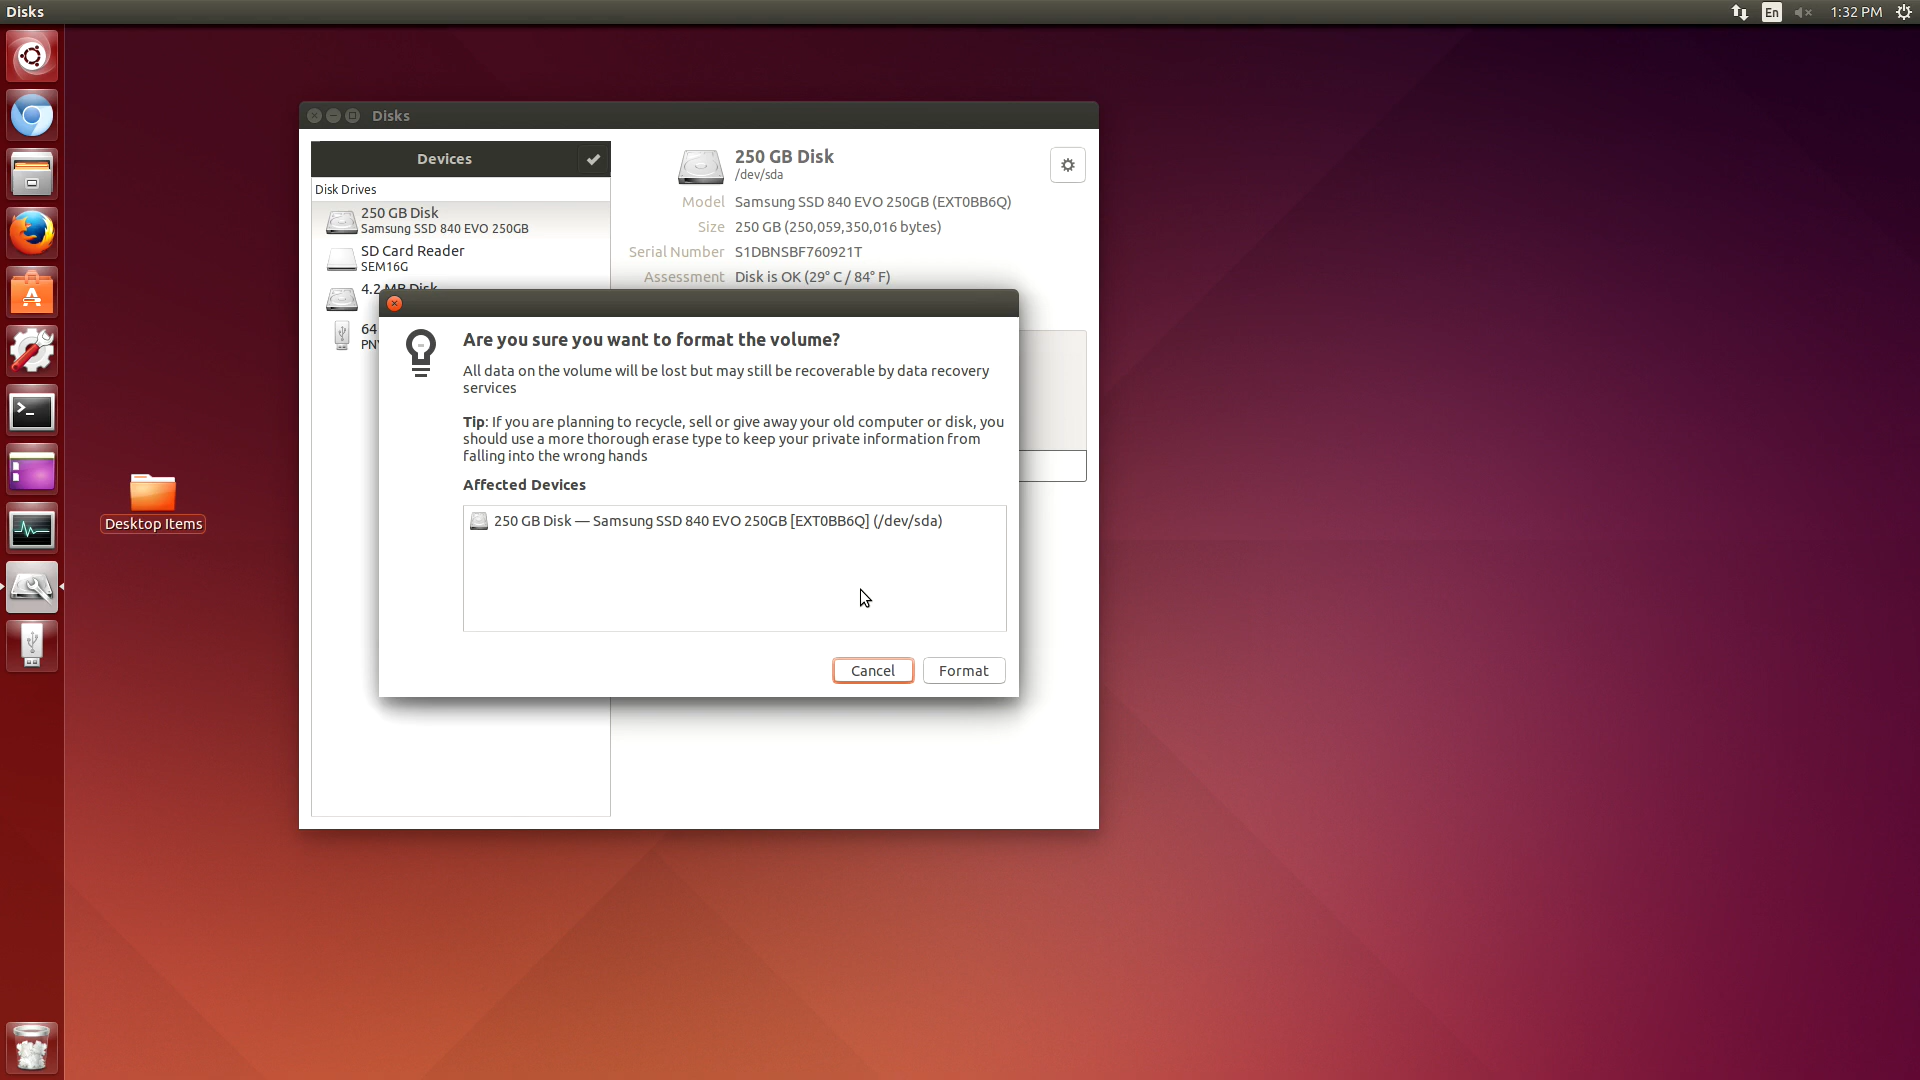 Disks
En
1:32 PM
Disks
Devices
Disk Drives
250 GB Disk
Samsung SSD 840 EVO 250GB
SD Card Reader
SEM16G
4.2 MB Disk
64
PNY
250 GB Disk
/dev/sda
Model Samsung SSD 840 EVO 250GB (EXT0BB6Q)
Size 250 GB (250,059,350,016 bytes)
Serial Number S1DBNSBF760921T
Assessment Disk is OK (29° C / 84° F)
Are you sure you want to format the volume?
All data on the volume will be lost but may still be recoverable by data recovery
services
Tip: If you are planning to recycle, sell or give away your old computer or disk, you
should use a more thorough erase type to keep your private information from
falling into the wrong hands
Affected Devices
250 GB Disk — Samsung SSD 840 EVO 250GB [EXT0BB6Q] (/dev/sda)
Cancel Format
Desktop Items